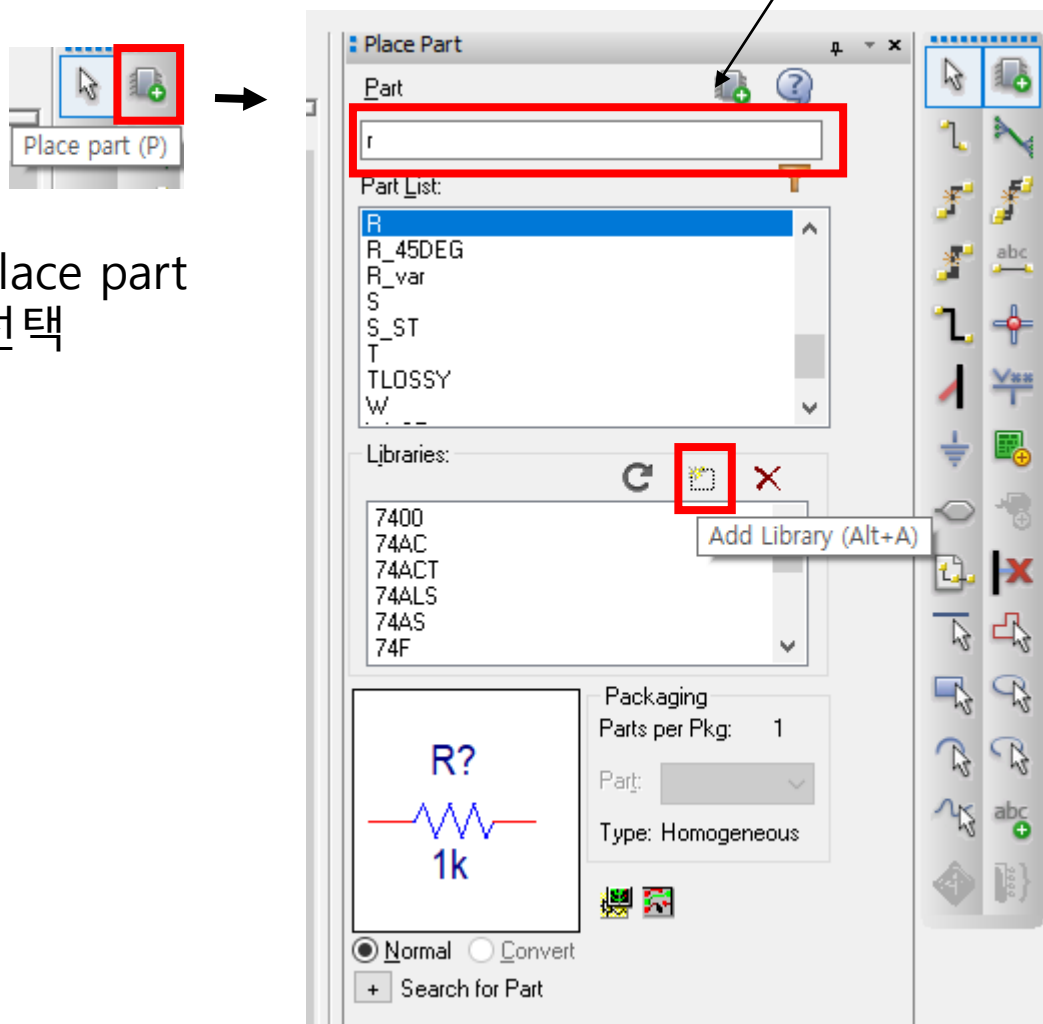 Place part (P)
lace part
선택
Place Part
Part
r
Part List:
R
R_45DEG
R_var
S
S_ST
T
TLOSSY
W
Libraries:
Add Library (Alt+A)
7400
74AC
74ACT
74ALS
74AS
74F
R?
1k
Packaging
Parts per Pkg: 1
Part:
Type: Homogeneous
Normal Convert
+ Search for Part
abc
abc